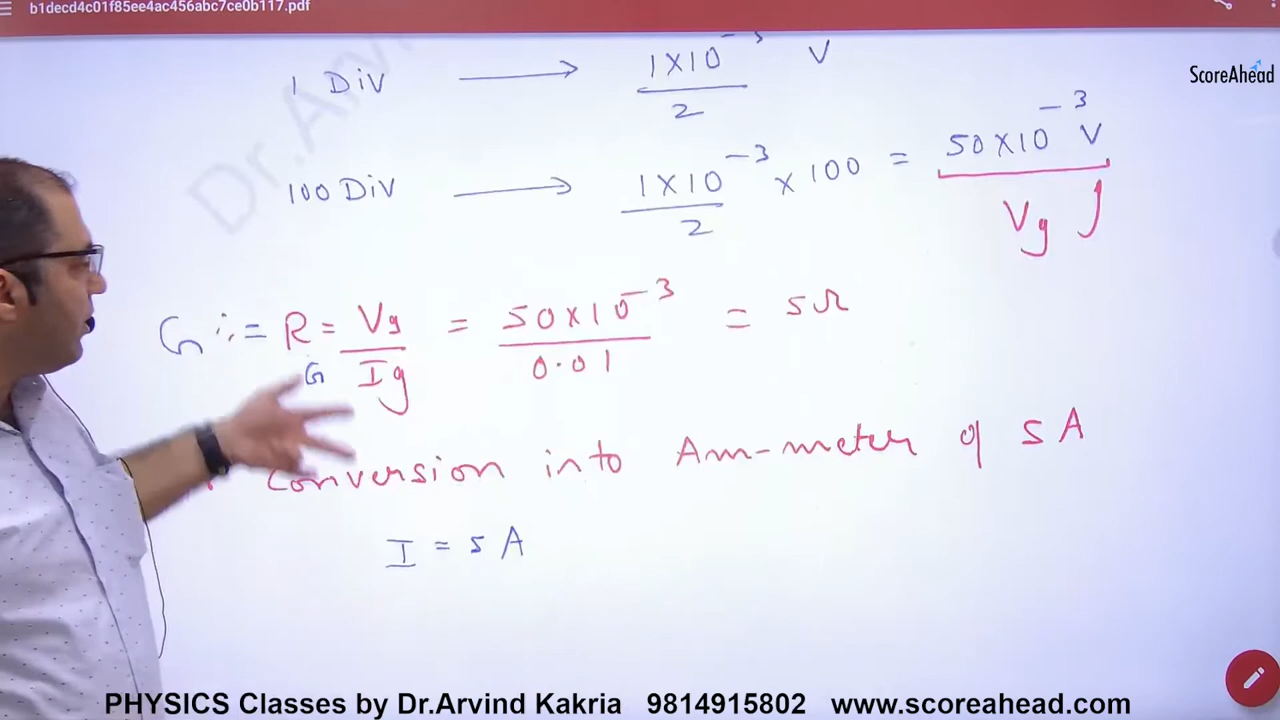 b1decd4c01f85ee4ac456abc7ce0b117.pdf
ScoreAhead
1 Div → 1×10⁻³ / 2 V
100 Div → 1×10⁻³ / 2 × 100 = 50×10⁻³ V
Vg
G ∴= R_G = Vg / Ig = 50×10⁻³ / 0.01 = 5Ω
Conversion into Am-meter of 5A
I = 5 A
PHYSICS Classes by Dr.Arvind Kakria 9814915802 www.scoreahead.com